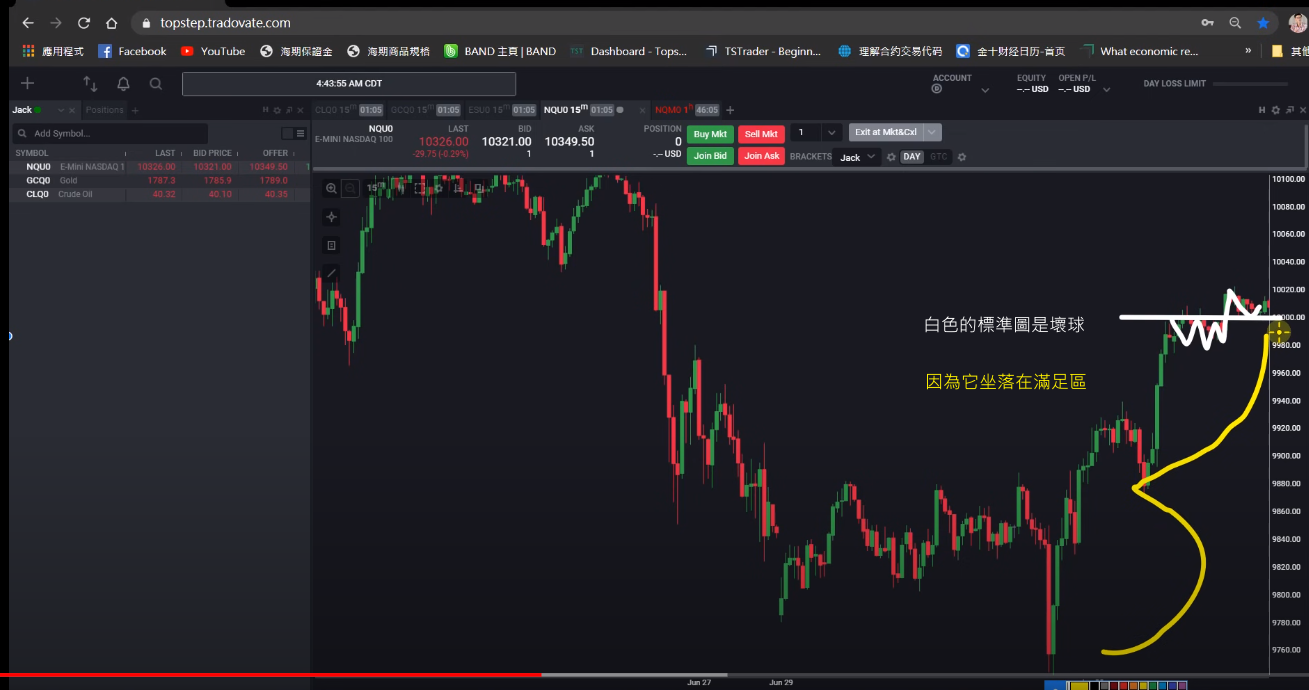 topstep.tradovate.com
應用程式 Facebook YouTube 海期保證金 海期商品規格 BAND 主頁 | BAND TST Dashboard - Tops... TSTrader - Beginn... 理解合約交易代码 金十财经日历-首页 What economic re... » 其他
4:43:55 AM CDT
ACCOUNT
EQUITY OPEN P/L
-.-- USD -.-- USD
DAY LOSS LIMIT
Jack Positions
CLQ0 15m 01:05 GCQ0 15m 01:05 ESU0 15m 01:05 NQU0 15m 01:05 NQM0 1h 46:05
Add Symbol...
SYMBOL LAST BID PRICE OFFER
NQU0 E-Mini NASDAQ 1 10326.00 10321.00 10349.50 1
GCQ0 Gold 1787.3 1785.9 1789.0
CLQ0 Crude Oil 40.32 40.10 40.35
NQU0 LAST BID ASK POSITION
E-MINI NASDAQ 100 10326.00 10321.00 10349.50 0
-29.75 (-0.29%) 1 1 -.-- USD
Buy Mkt Sell Mkt 1 Exit at Mkt&Cxl
Join Bid Join Ask BRACKETS Jack DAY GTC
15m
10100.00
10080.00
10060.00
10040.00
10020.00
白色的標準圖是壞球
9980.00
9960.00
因為它坐落在滿足區
9940.00
9920.00
9900.00
9880.00
9860.00
9840.00
9820.00
9800.00
9780.00
9760.00
Jun 27 Jun 29